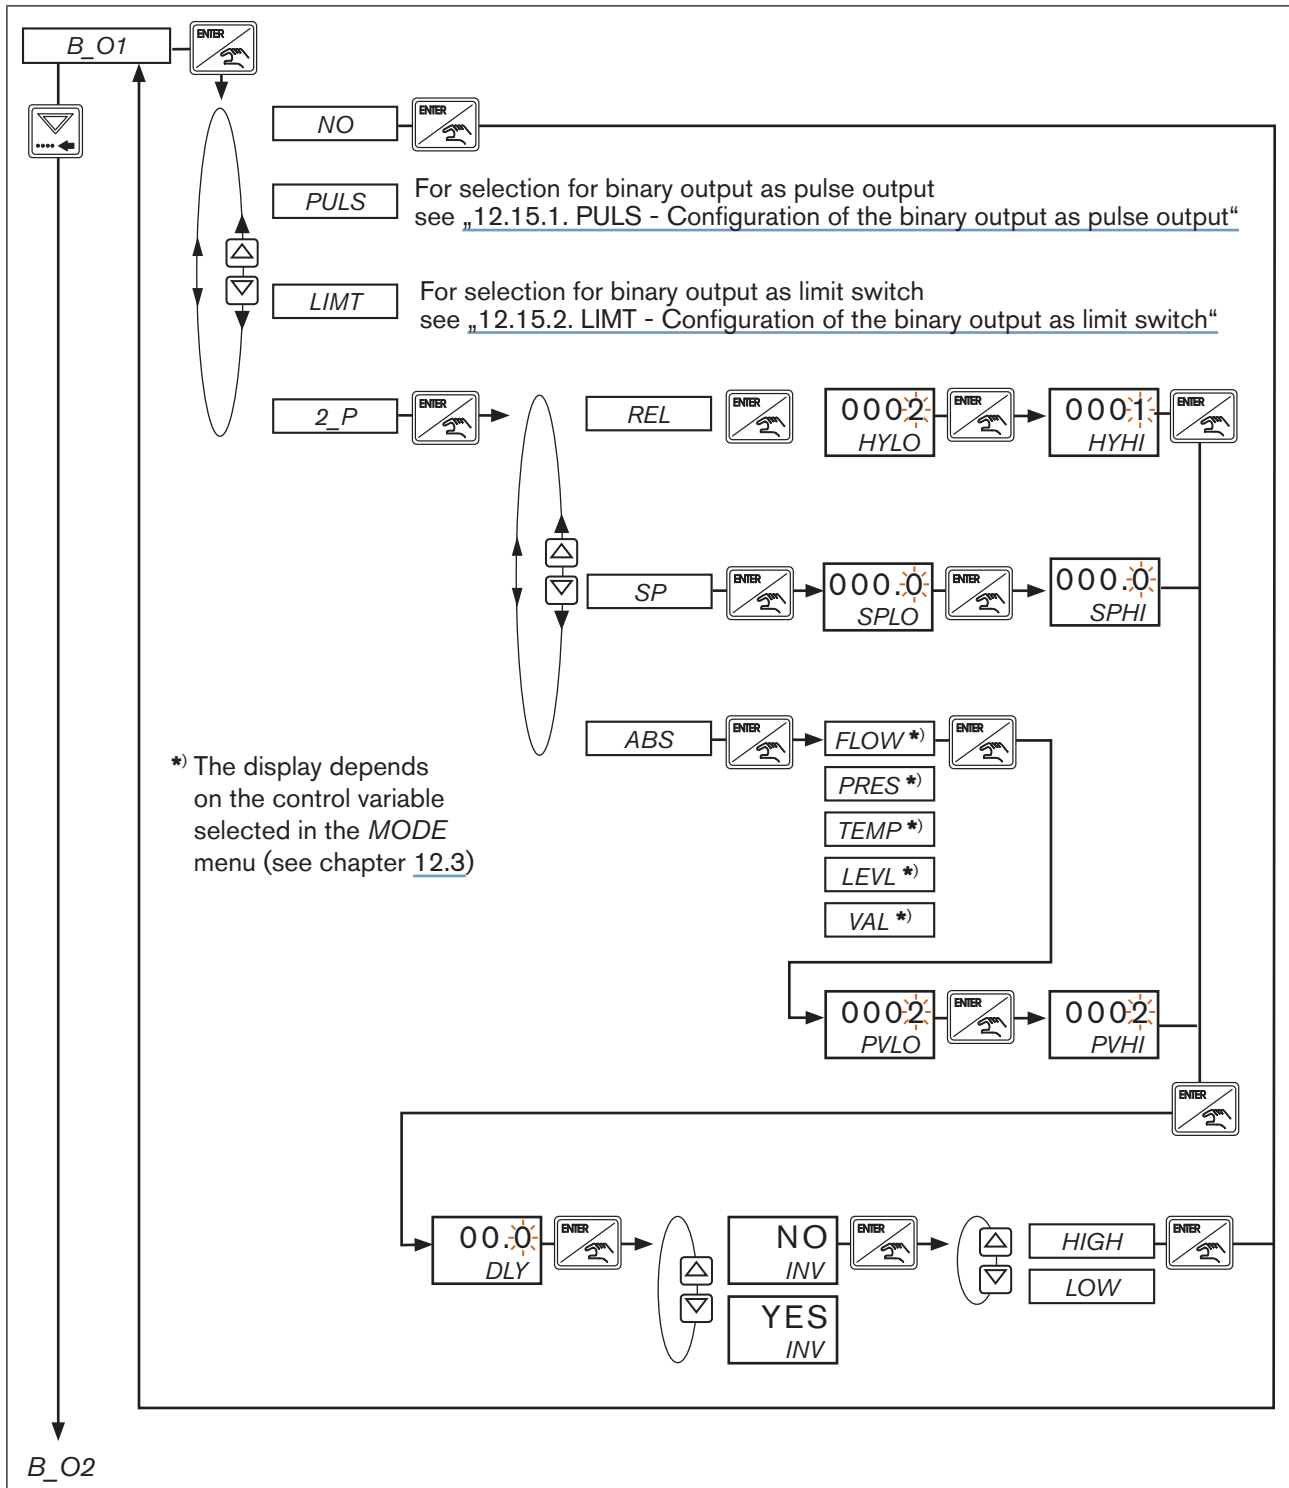 B_O1
ENTER
NO
ENTER
PULS
For selection for binary output as pulse output
see „12.15.1. PULS - Configuration of the binary output as pulse output“
LIMT
For selection for binary output as limit switch
see „12.15.2. LIMT - Configuration of the binary output as limit switch“
2_P
ENTER
REL
ENTER
0002
HYLO
ENTER
0001
HYHI
ENTER
SP
ENTER
000.0
SPLO
ENTER
000.0
SPHI
ABS
ENTER
FLOW *)
ENTER
PRES *)
TEMP *)
LEVL *)
VAL *)
*) The display depends
on the control variable
selected in the MODE
menu (see chapter 12.3)
0002
PVLO
ENTER
0002
PVHI
ENTER
00.0
DLY
ENTER
NO
INV
YES
INV
ENTER
HIGH
LOW
ENTER
B_O2